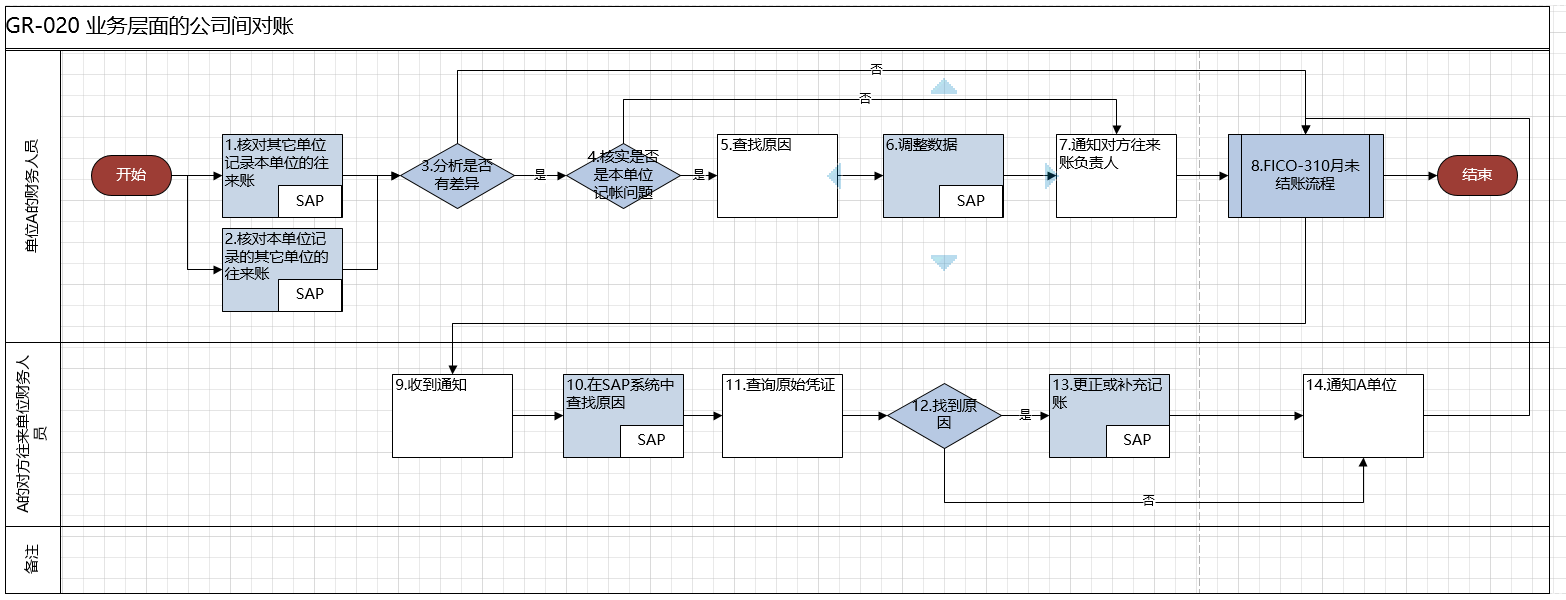 GR-020 业务层面的公司间对账
单位A的财务人员
开始
1.核对其它单位
记录本单位的往
来账
SAP
2.核对本单位记
录的其它单位的
往来账
SAP
3.分析是否
有差异
否
是
4.核实是否
是本单位
记帐问题
否
是
5.查找原因
6.调整数据
SAP
7.通知对方往来
账负责人
8.FICO-310月未
结账流程
结束
A的对方往来单位财务人
员
9.收到通知
10.在SAP系统中
查找原因
SAP
11.查询原始凭证
12.找到原
因
是
否
13.更正或补充记
账
SAP
14.通知A单位
备注